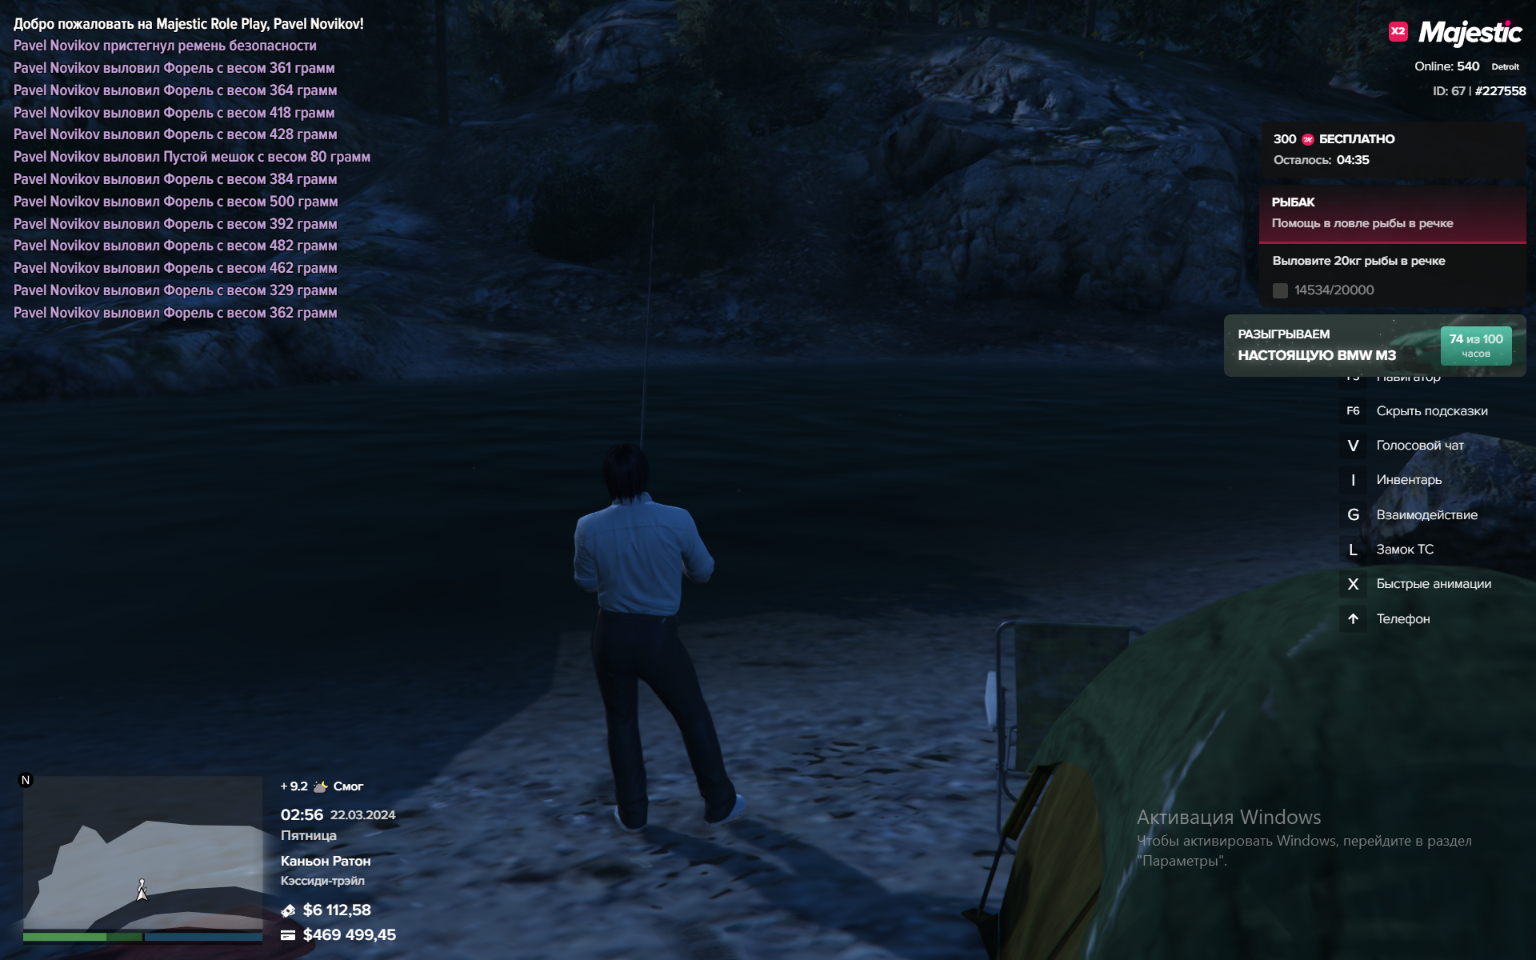 Добро пожаловать на Majestic Role Play, Pavel Novikov!
Pavel Novikov пристегнул ремень безопасности
Pavel Novikov выловил Форель с весом 361 грамм
Pavel Novikov выловил Форель с весом 364 грамм
Pavel Novikov выловил Форель с весом 418 грамм
Pavel Novikov выловил Форель с весом 428 грамм
Pavel Novikov выловил Пустой мешок с весом 80 грамм
Pavel Novikov выловил Форель с весом 384 грамм
Pavel Novikov выловил Форель с весом 500 грамм
Pavel Novikov выловил Форель с весом 392 грамм
Pavel Novikov выловил Форель с весом 482 грамм
Pavel Novikov выловил Форель с весом 462 грамм
Pavel Novikov выловил Форель с весом 329 грамм
Pavel Novikov выловил Форель с весом 362 грамм
X2 Majestic
Online: 540 Detroit
ID: 67 | #227558
300 БЕСПЛАТНО
Осталось: 04:35
РЫБАК
Помощь в ловле рыбы в речке
Выловите 20кг рыбы в речке
14534/20000
РАЗЫГРЫВАЕМ
НАСТОЯЩУЮ BMW M3
74 из 100
часов
Навигатор
F6 Скрыть подсказки
V Голосовой чат
I Инвентарь
G Взаимодействие
L Замок ТС
X Быстрые анимации
Телефон
N
+ 9.2 Смог
02:56 22.03.2024
Пятница
Каньон Ратон
Кэссиди-трэйл
$6 112,58
$469 499,45
Активация Windows
Чтобы активировать Windows, перейдите в раздел
"Параметры".